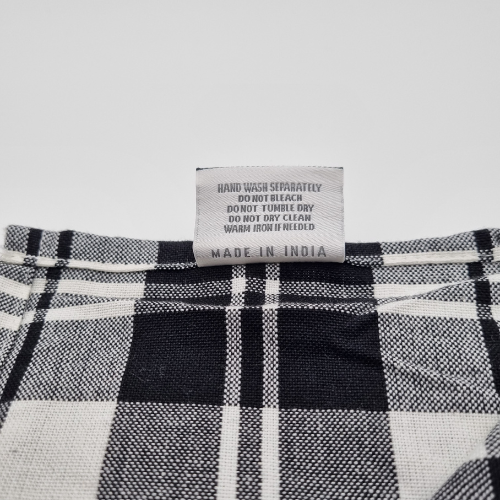 HAND WASH SEPARATELY
DO NOT BLEACH
DO NOT TUMBLE DRY
DO NOT DRY CLEAN
WARM IRON IF NEEDED
MADE IN INDIA